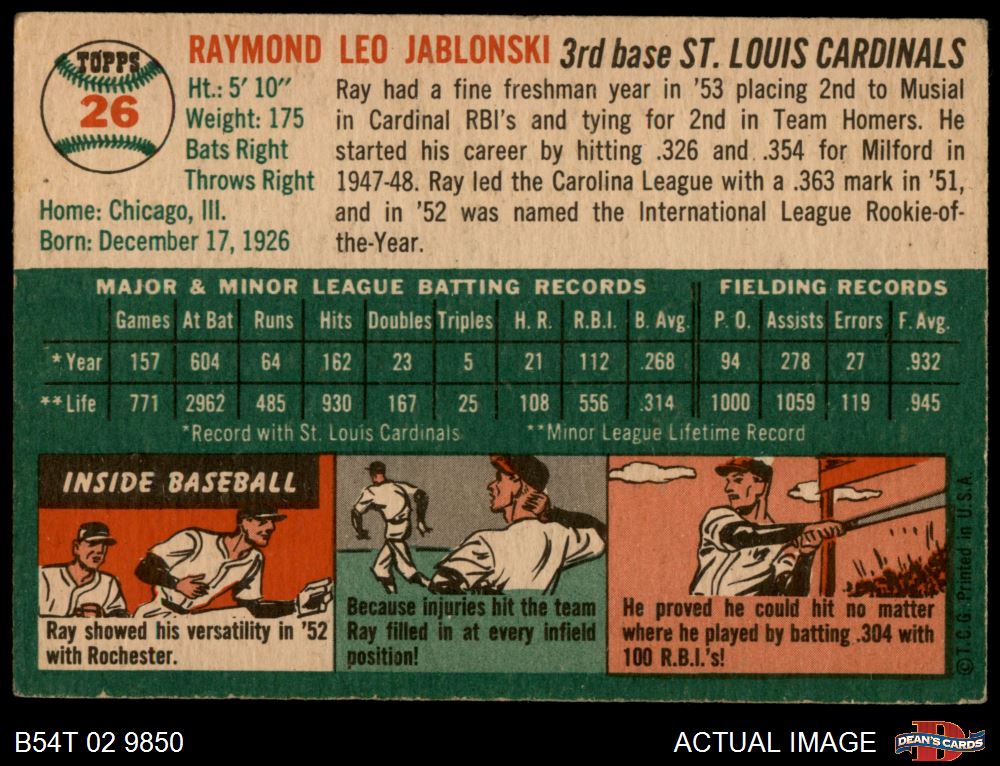 TOPPS
26
RAYMOND LEO JABLONSKI 3rd base ST. LOUIS CARDINALS
Ht.: 5' 10"
Weight: 175
Bats Right
Throws Right
Home: Chicago, Ill.
Born: December 17, 1926
Ray had a fine freshman year in '53 placing 2nd to Musial
in Cardinal RBI's and tying for 2nd in Team Homers. He
started his career by hitting .326 and .354 for Milford in
1947-48. Ray led the Carolina League with a .363 mark in '51,
and in '52 was named the International League Rookie-of-
the-Year.
MAJOR & MINOR LEAGUE BATTING RECORDS FIELDING RECORDS
Games At Bat Runs Hits Doubles Triples H. R. R.B.I. B. Avg. P. O. Assists Errors F. Avg.
*Year 157 604 64 162 23 5 21 112 .268 94 278 27 .932
**Life 771 2962 485 930 167 25 108 556 .314 1000 1059 119 .945
*Record with St. Louis Cardinals **Minor League Lifetime Record
INSIDE BASEBALL
Ray showed his versatility in '52
with Rochester.
Because injuries hit the team
Ray filled in at every infield
position!
He proved he could hit no matter
where he played by batting .304 with
100 R.B.I.'s!
© T.C.G. Printed in U.S.A.
B54T 02 9850
ACTUAL IMAGE
DEAN'S CARDS